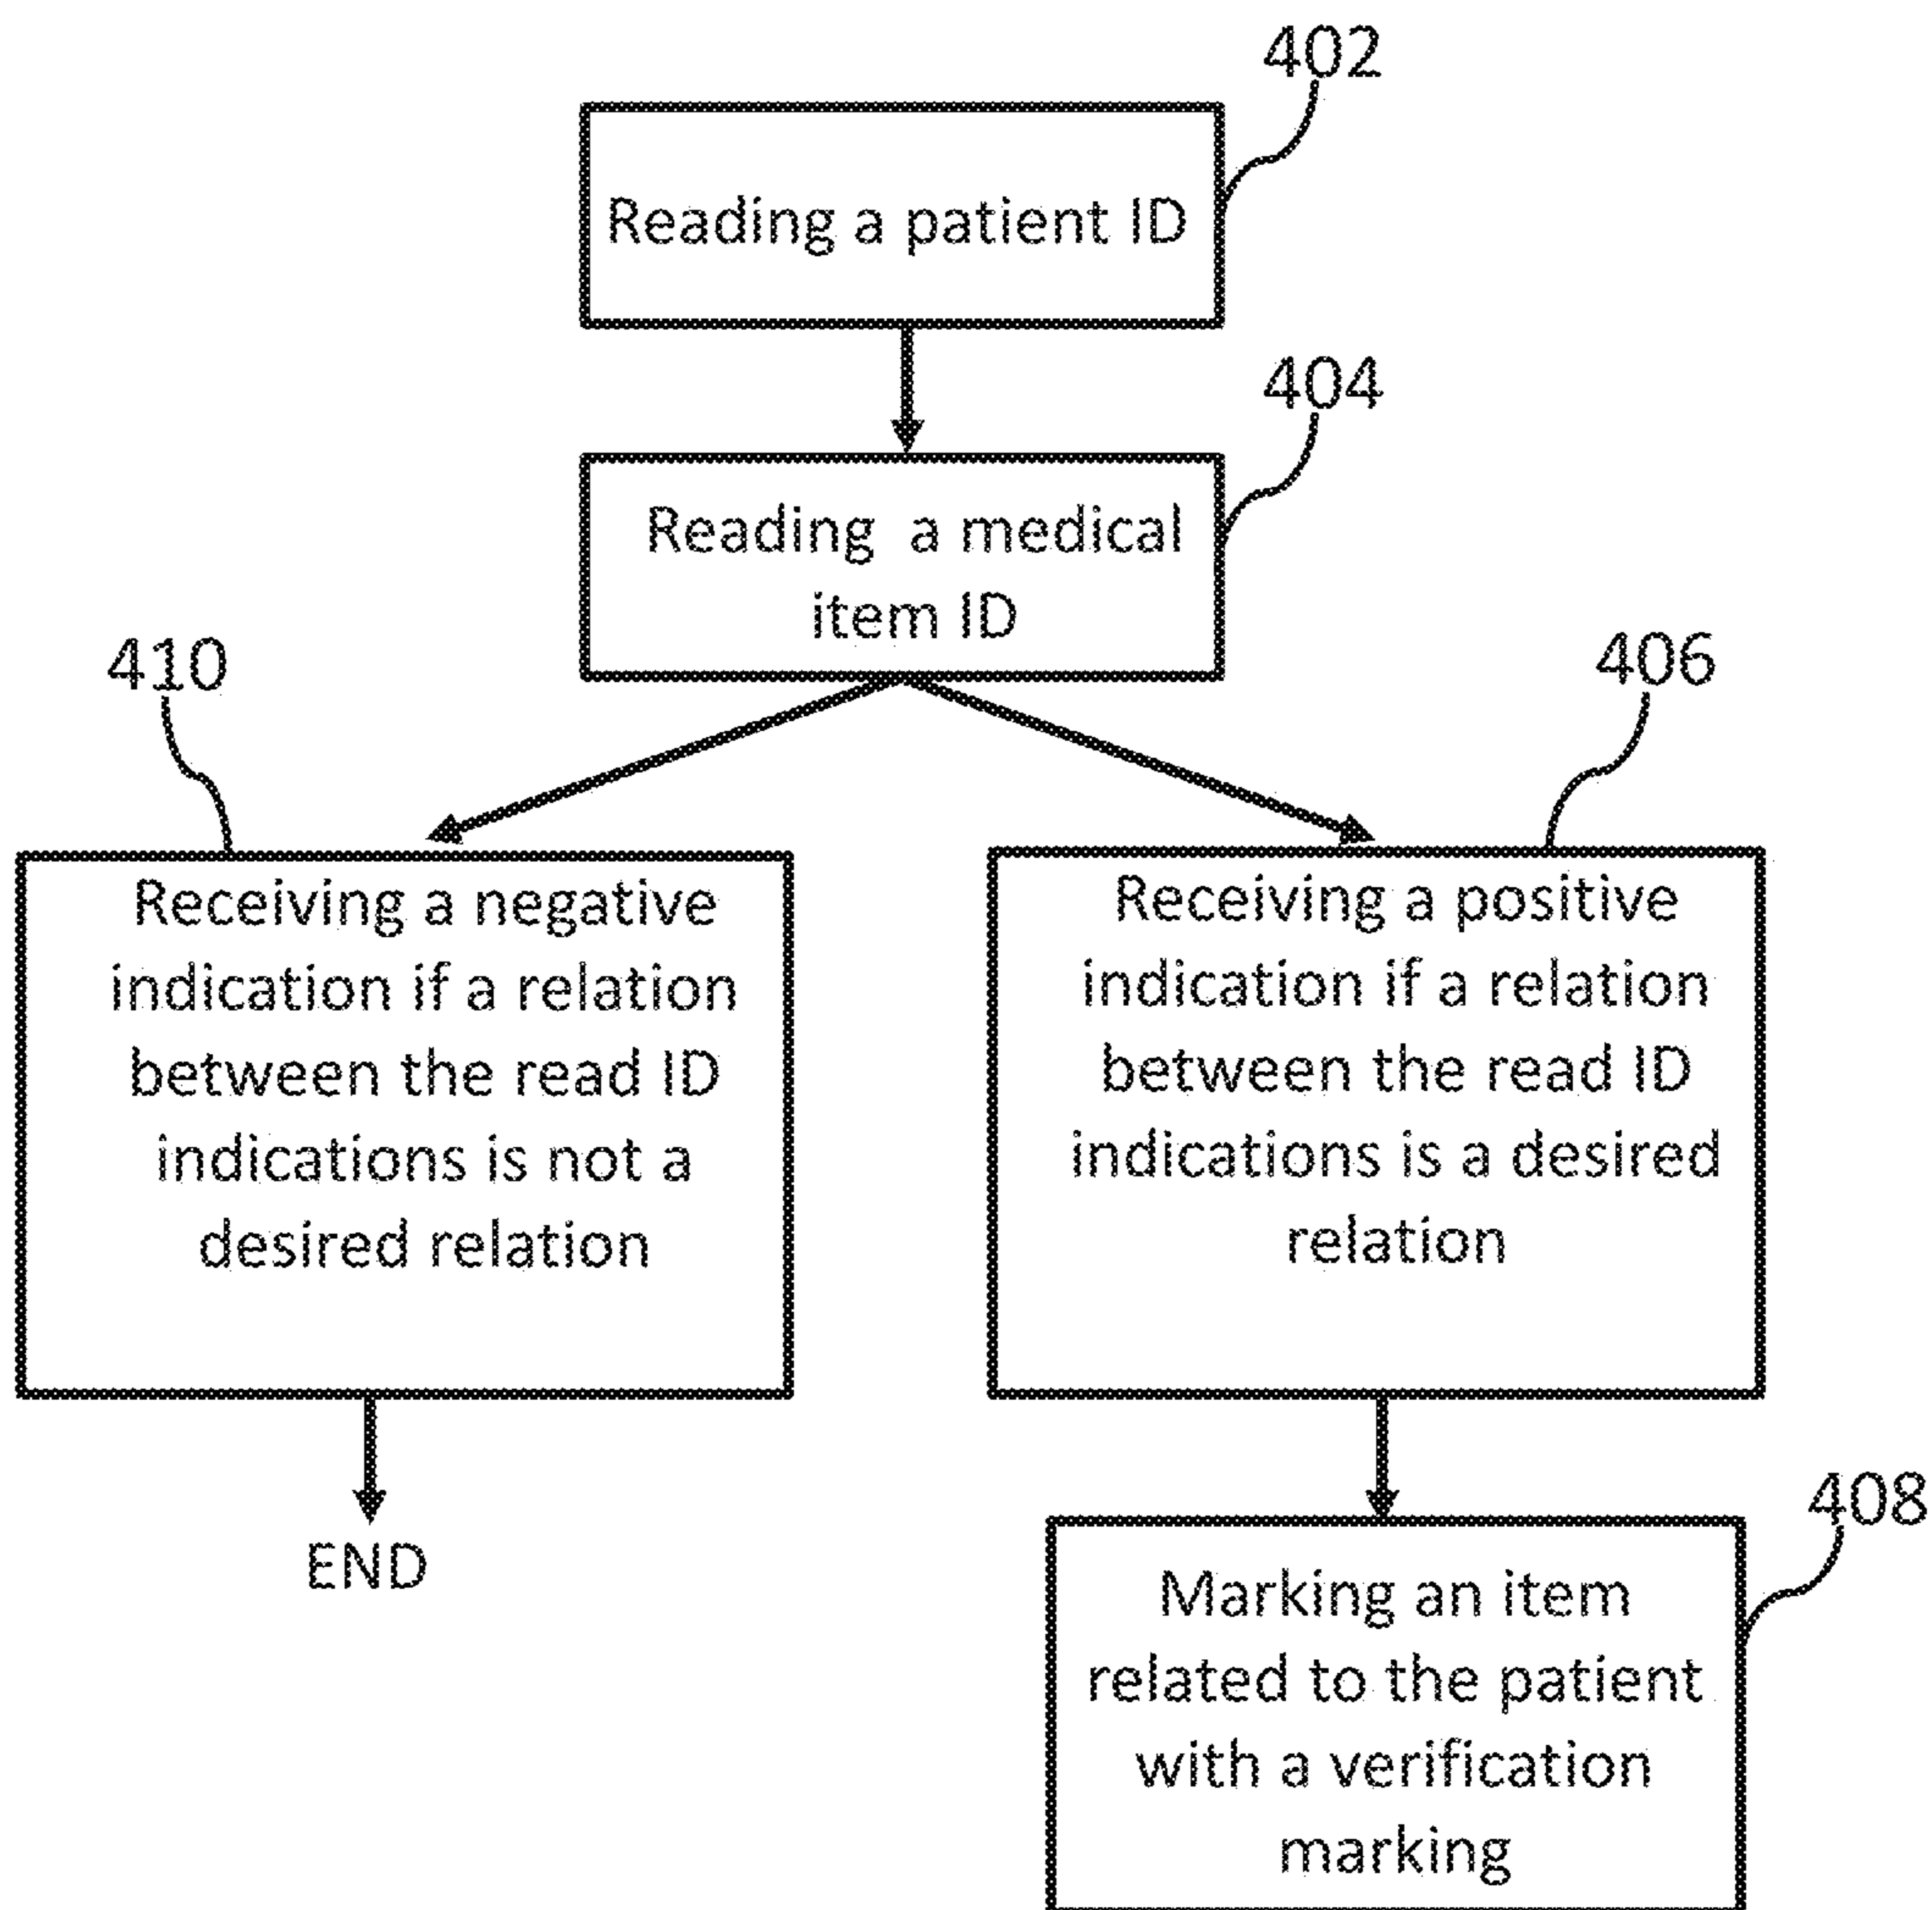 402
Reading a patient ID
404
Reading a medical
item ID
410
406
Receiving a negative
indication if a relation
between the read ID
indications is not a
desired relation
Receiving a positive
indication if a relation
between the read ID
indications is a desired
relation
END
408
Marking an item
related to the patient
with a verification
marking